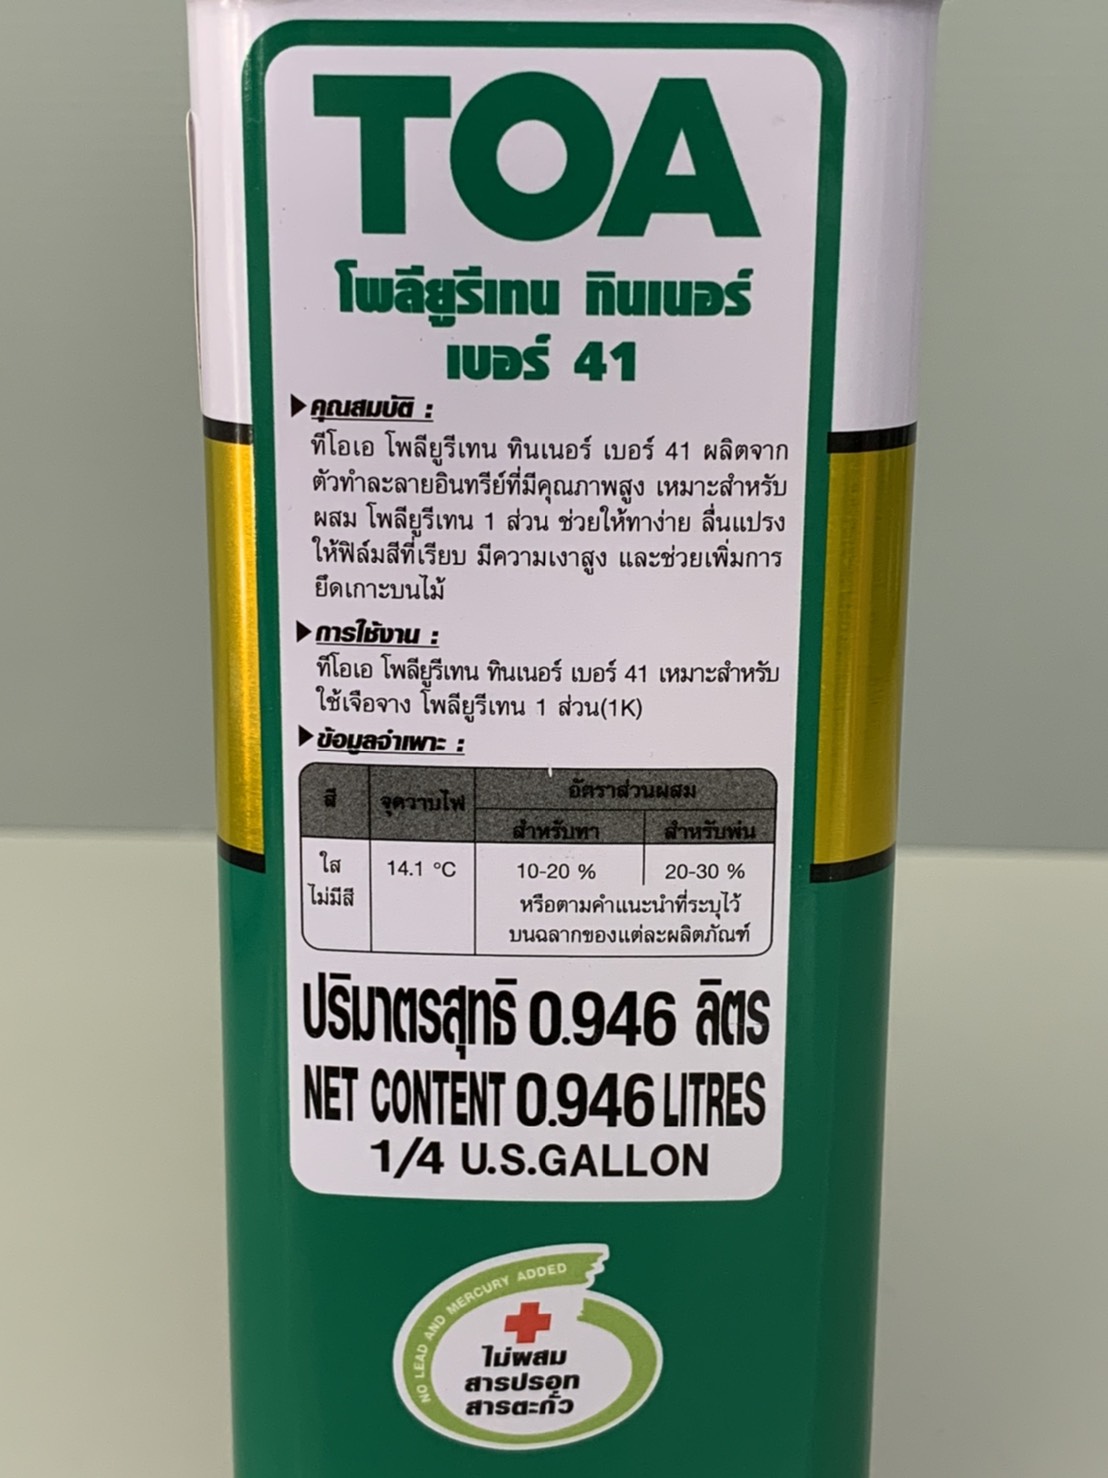 TOA
โพลียูรีเทน ทินเนอร์
เบอร์ 41
คุณสมบัติ :
ทีโอเอ โพลียูรีเทน ทินเนอร์ เบอร์ 41 ผลิตจาก
ตัวทำละลายอินทรีย์ที่มีคุณภาพสูง เหมาะสำหรับ
ผสม โพลียูรีเทน 1 ส่วน ช่วยให้ทาง่าย ลื่นแปรง
ให้ฟิล์มสีที่เรียบ มีความเงาสูง และช่วยเพิ่มการ
ยึดเกาะบนไม้
การใช้งาน :
ทีโอเอ โพลียูรีเทน ทินเนอร์ เบอร์ 41 เหมาะสำหรับ
ใช้เจือจาง โพลียูรีเทน 1 ส่วน(1K)
ข้อมูลจำเพาะ :
สี จุดวาบไฟ อัตราส่วนผสม
สำหรับทา สำหรับพ่น
ใส 14.1 °C 10-20 % 20-30 %
ไม่มีสี หรือตามคำแนะนำที่ระบุไว้
บนฉลากของแต่ละผลิตภัณฑ์
ปริมาตรสุทธิ 0.946 ลิตร
NET CONTENT 0.946 LITRES
1/4 U.S.GALLON
NO LEAD AND MERCURY ADDED
ไม่ผสม
สารปรอท
สารตะกั่ว